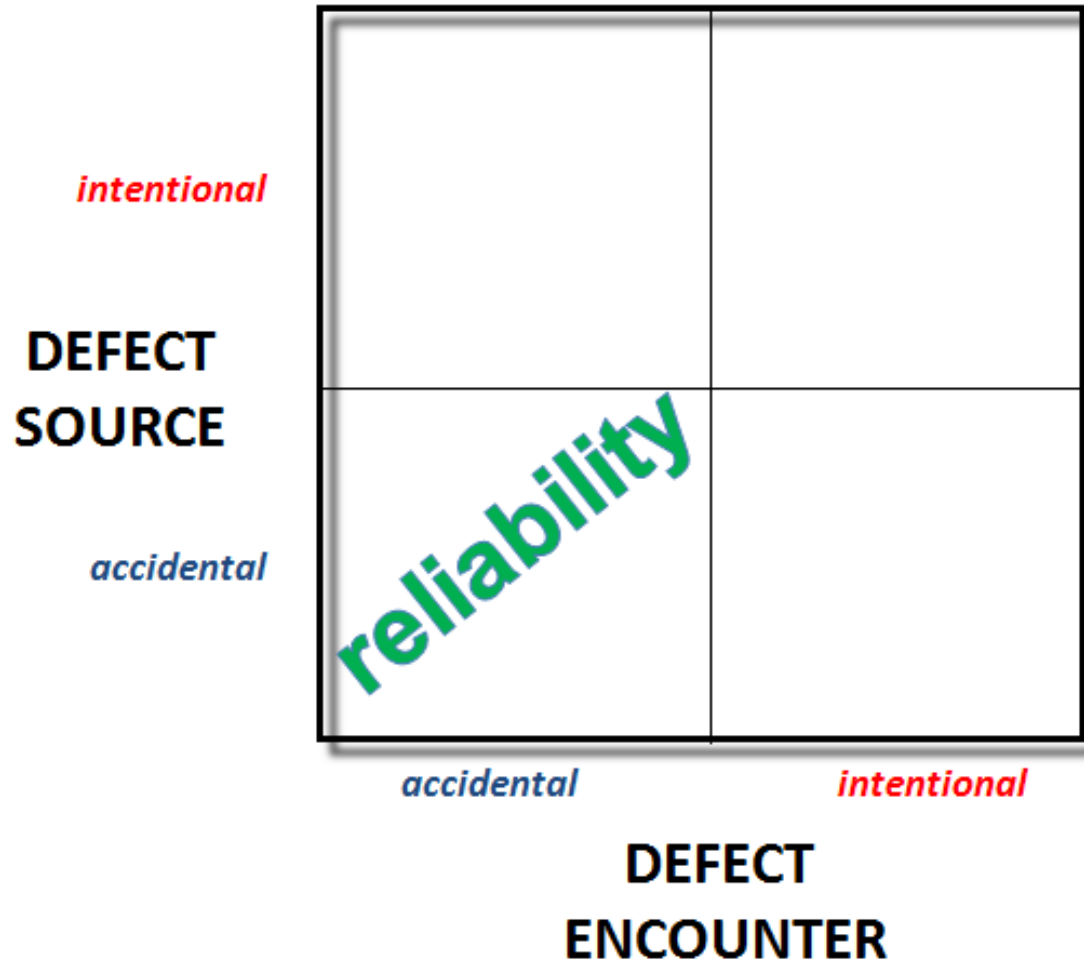 intentional
DEFECT
SOURCE
reliability
accidental
accidental
intentional
DEFECT
ENCOUNTER